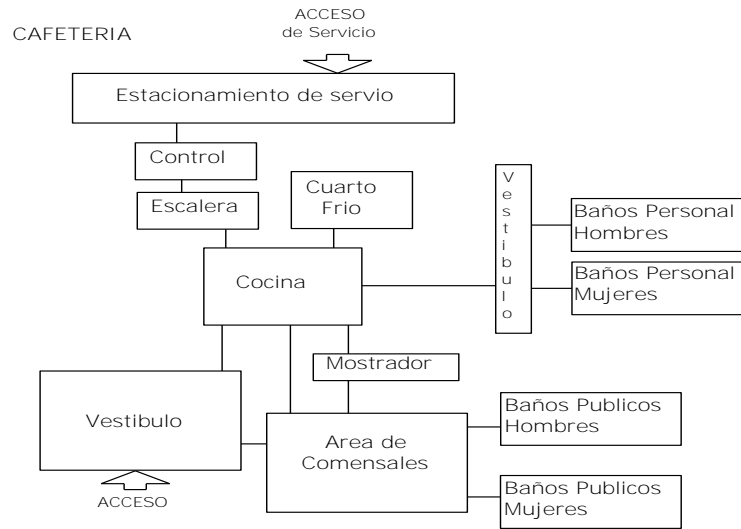 CAFETERIA
ACCESO
de Servicio
Estacionamiento de servio
Control
Escalera
Cuarto
Frio
Vestibulo
Baños Personal
Hombres
Cocina
Baños Personal
Mujeres
Mostrador
Vestibulo
Area de
Comensales
Baños Publicos
Hombres
Baños Publicos
Mujeres
ACCESO